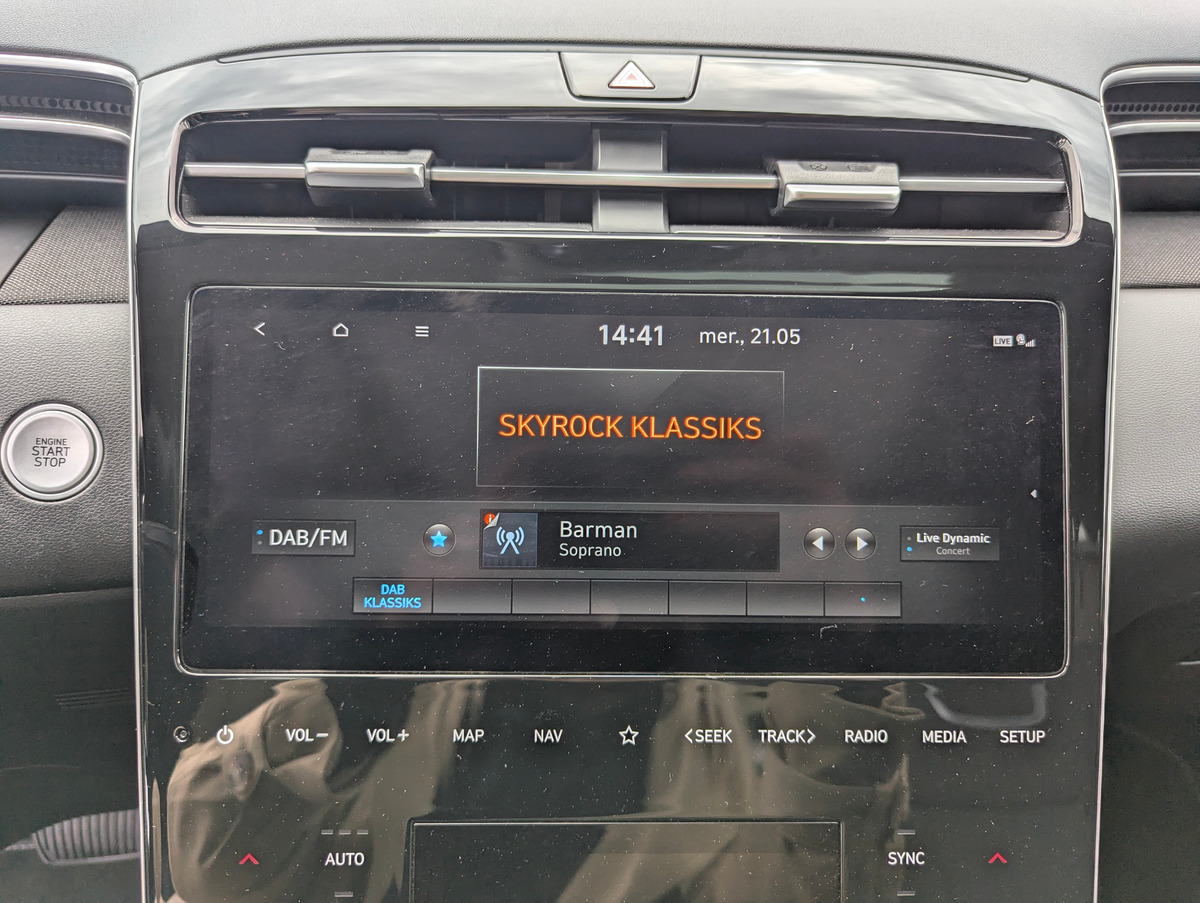 14:41 mer., 21.05
LIVE
SKYROCK KLASSIKS
ENGINE
START
STOP
DAB/FM
Barman
Soprano
Live Dynamic
Concert
DAB
KLASSIKS
VOL− VOL+ MAP NAV <SEEK TRACK> RADIO MEDIA SETUP
AUTO SYNC